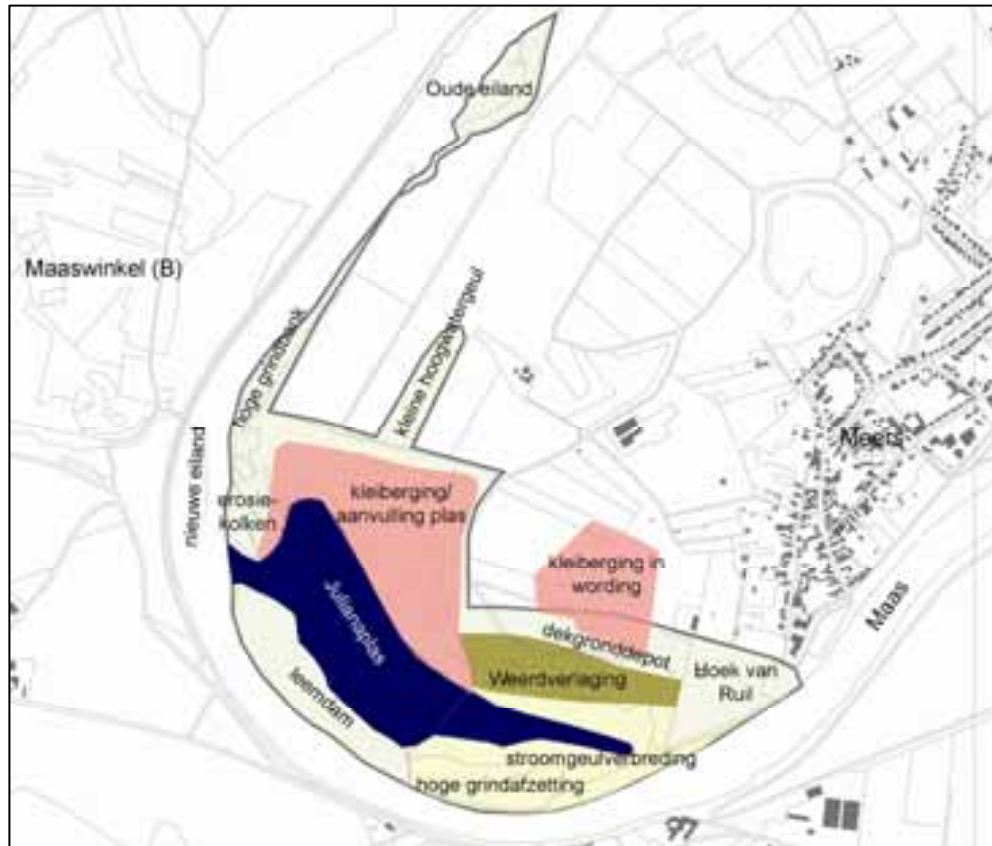 Oude eiland
Maaswinkel (B)
hoge grindbank
kleine hoogwatergeul
nieuwe eiland
erosie-
kolken
kleiberging/
aanvulling plas
Meers
kleiberging in
wording
Julianaplas
Maas
dekgronddepot
Weerdverlaging
Hoek van
Ruil
leemdam
stroomgeulverbreding
hoge grindafzetting